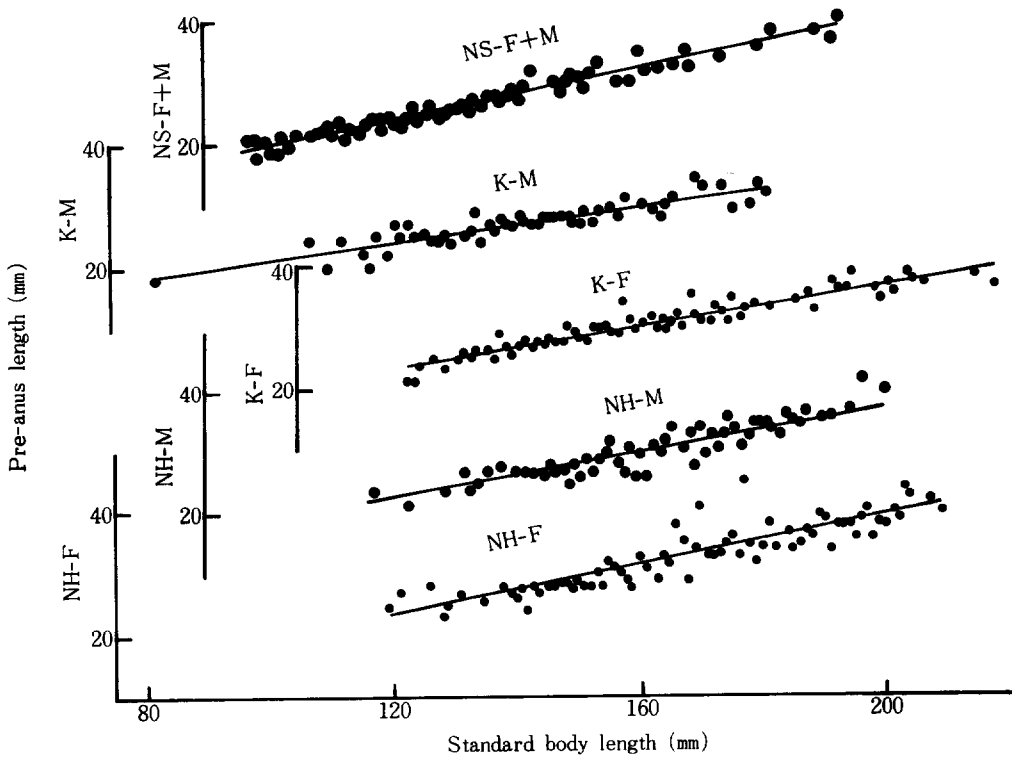 40
20
NS-F+M
NS-F+M
40
20
K-M
K-M
40
20
K-F
K-F
40
20
NH-M
NH-M
40
20
NH-F
NH-F
Pre-anus length (mm)
80 120 160 200
Standard body length (mm)